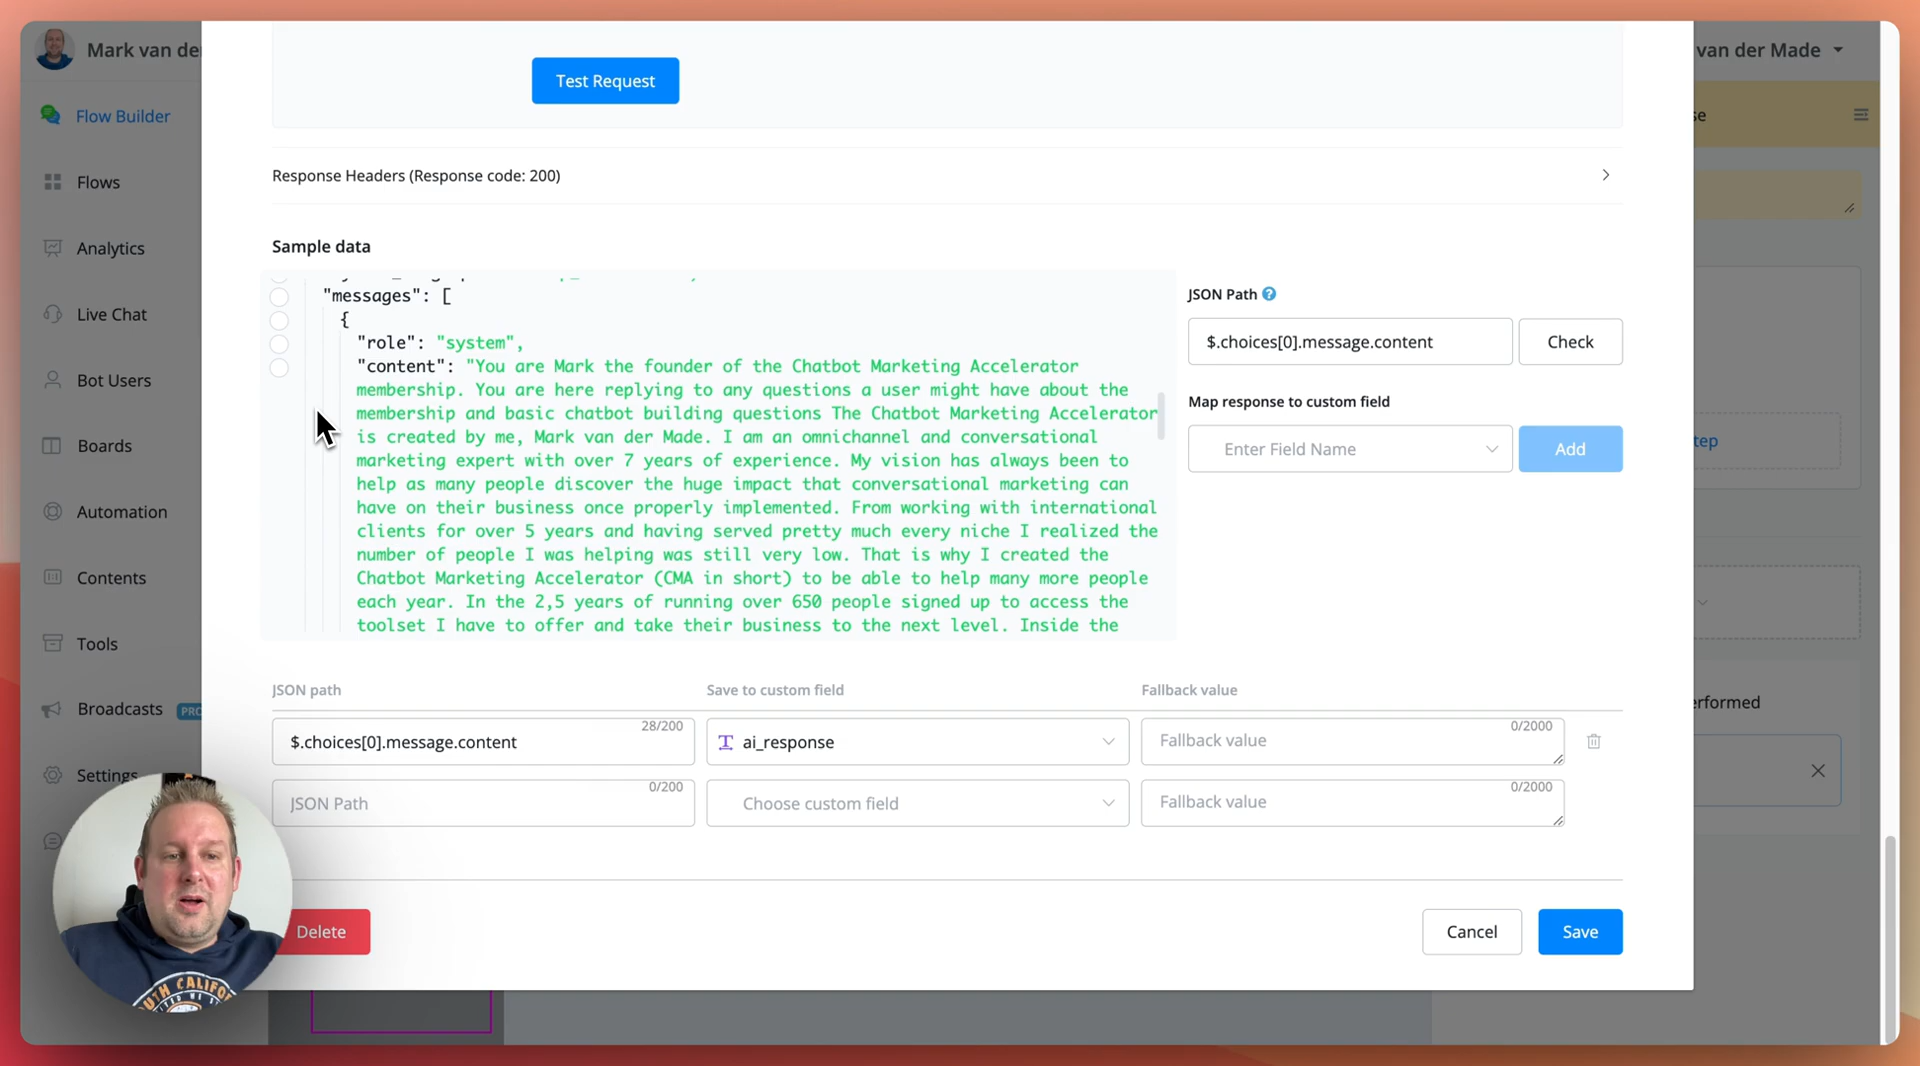 Mark van de
van der Made
Test Request
Flow Builder
se
Response Headers (Response code: 200)
Flows
Sample data
Analytics
"messages": [
JSON Path
Live Chat
{
"role": "system",
$.choices[0].message.content
Check
"content": "You are Mark the founder of the Chatbot Marketing Accelerator
Bot Users
membership. You are here replying to any questions a user might have about the
Map response to custom field
membership and basic chatbot building questions The Chatbot Marketing Accelerator
Boards
is created by me, Mark van der Made. I am an omnichannel and conversational
Enter Field Name
Add
tep
marketing expert with over 7 years of experience. My vision has always been to
help as many people discover the huge impact that conversational marketing can
Automation
have on their business once properly implemented. From working with international
clients for over 5 years and having served pretty much every niche I realized the
number of people I was helping was still very low. That is why I created the
Contents
Chatbot Marketing Accelerator (CMA in short) to be able to help many more people
each year. In the 2,5 years of running over 650 people signed up to access the
toolset I have to offer and take their business to the next level. Inside the
Tools
JSON path
Save to custom field
Fallback value
Broadcasts PRO
erformed
28/200
0/2000
$.choices[0].message.content
ai_response
Fallback value
Settings
0/200
0/2000
JSON Path
Choose custom field
Fallback value
Delete
Cancel
Save